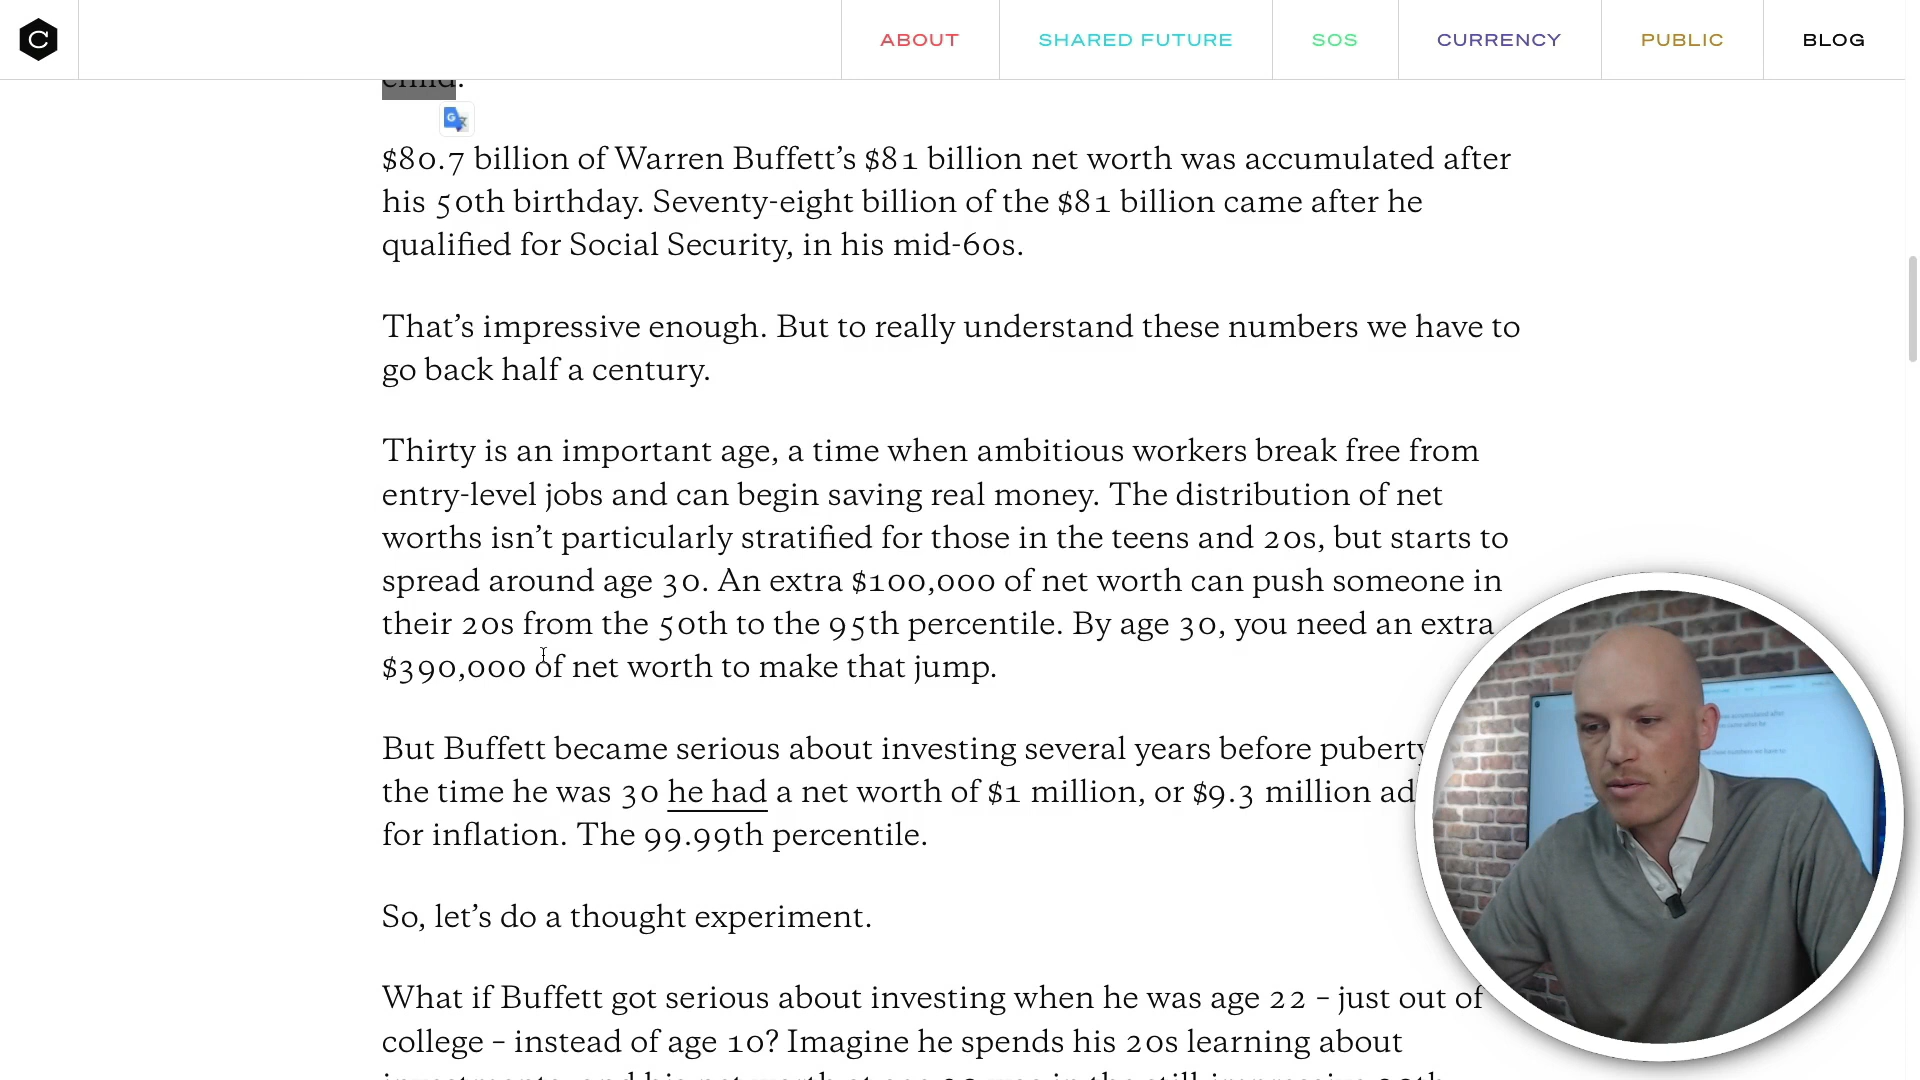 C
ABOUT
SHARED FUTURE
SOS
CURRENCY
PUBLIC
BLOG
child.
$80.7 billion of Warren Buffett’s $81 billion net worth was accumulated after
his 50th birthday. Seventy-eight billion of the $81 billion came after he
qualified for Social Security, in his mid-60s.
That’s impressive enough. But to really understand these numbers we have to
go back half a century.
Thirty is an important age, a time when ambitious workers break free from
entry-level jobs and can begin saving real money. The distribution of net
worths isn’t particularly stratified for those in the teens and 20s, but starts to
spread around age 30. An extra $100,000 of net worth can push someone in
their 20s from the 50th to the 95th percentile. By age 30, you need an extra
$390,000 of net worth to make that jump.
But Buffett became serious about investing several years before puberty
the time he was 30 he had a net worth of $1 million, or $9.3 million ad
for inflation. The 99.99th percentile.
So, let’s do a thought experiment.
What if Buffett got serious about investing when he was age 22 – just out of
college – instead of age 10? Imagine he spends his 20s learning about